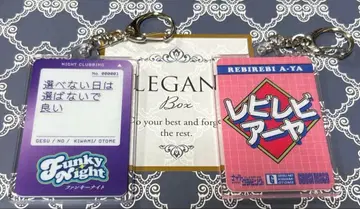 NIGHT CLUBBING
No. 000001
選べない日は
選ばないで
良い
GESU / NO / KIWAMI / OTOME
Funky
Night
ファンキーナイト
LEGAN
Box
o your best and forge
the rest.
REBIREBI A-YA
レビレビ
アーヤ